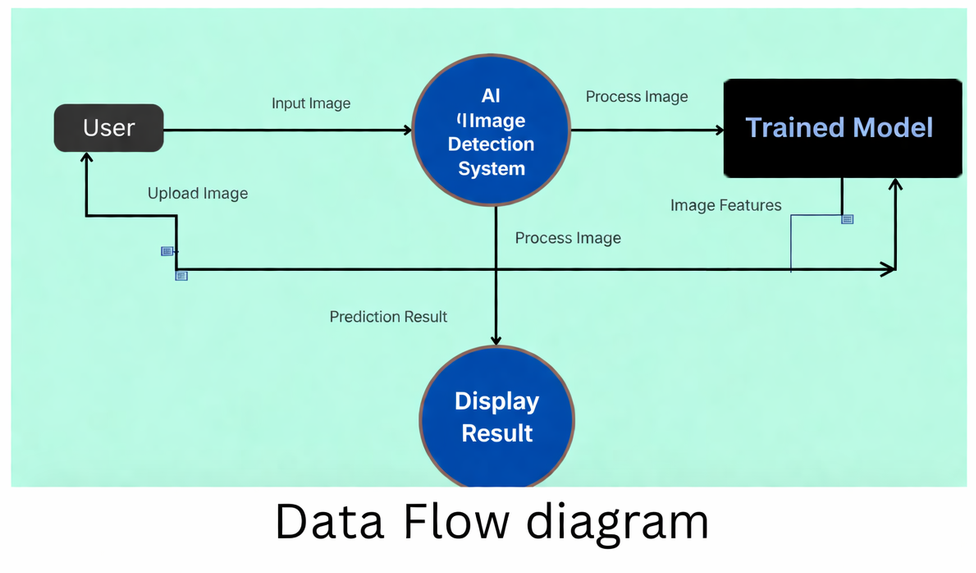 Input Image
Process Image
User
AI
Image
Detection
System
Trained Model
Upload Image
Image Features
Process Image
Prediction Result
Display
Result
Data Flow diagram